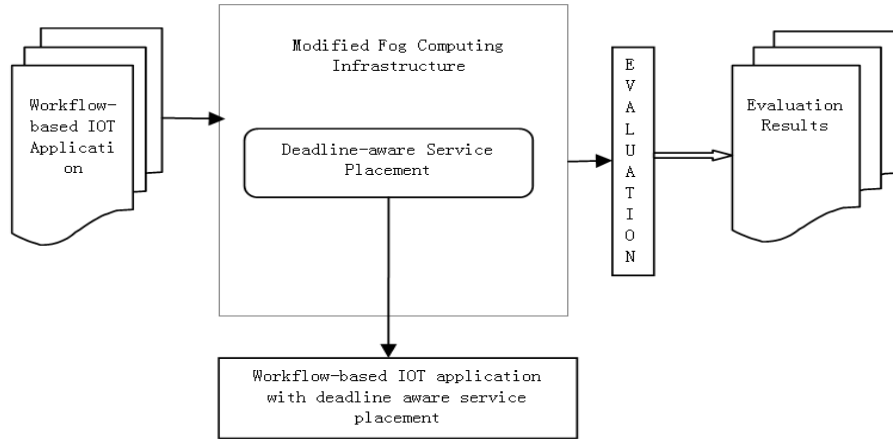 Workflow-
based IOT
Applicati
on
Modified Fog Computing
Infrastructure
Deadline-aware Service
Placement
E
V
A
L
U
A
T
I
O
N
Evaluation
Results
Workflow-based IOT application
with deadline aware service
placement